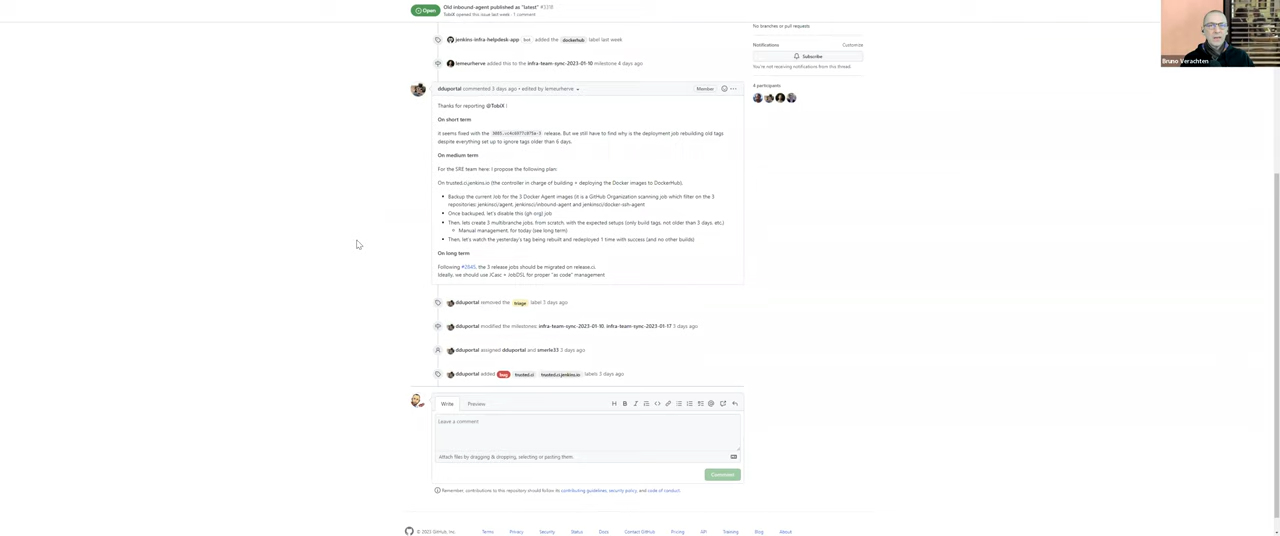 Open
Old inbound-agent published as "latest" #3318
TobiX opened this issue last week · 1 comment
No branches or pull requests
jenkins-infra-helpdesk-app bot added the dockerhub label last week
Notifications
Customize
lemeurherve added this to the infra-team-sync-2023-01-10 milestone 4 days ago
Subscribe
Bruno Verachten
You're not receiving notifications from this thread.
4 participants
dduportal commented 3 days ago • edited by lemeurherve
Member
Thanks for reporting @TobiX !
On short term
It seems fixed with the release. But we still have to find why is the deployment job rebuilding old tags
despite everything set up to ignore tags older than 6 days.
On medium term
For the SRE team here: I propose the following plan:
On trusted.ci.jenkins.io (the controller in charge of building + deploying the Docker images to DockerHub),
• Backup the current Job for the 3 Docker Agent images (it is a GitHub Organization scanning job which filter on the 3
repositories: jenkinsci/agent, jenkinsci/inbound-agent and jenkinsci/docker-ssh-agent
• Once backuped, let's disable this (gh org) job
• Then, lets create 3 multibranche jobs, from scratch, with the expected setups (only build tags, not older than 3 days, etc.)
Manual management, for today (see long term)
• Then, let's watch the yesterday's tag being rebuilt and redeployed 1 time with success (and no other builds)
On long term
Following #2845, the 3 release jobs should be migrated on release.ci.
Ideally, we should use JCasc + JobDSL for proper "as code" management
dduportal removed the triage label 3 days ago
dduportal modified the milestones: infra-team-sync-2023-01-10, infra-team-sync-2023-01-17 3 days ago
dduportal assigned dduportal and smerle33 3 days ago
dduportal added bug trusted.ci trusted.ci.jenkins.io labels 3 days ago
Write
Preview
Leave a comment
Attach files by dragging & dropping, selecting or pasting them.
Comment
Remember, contributions to this repository should follow its contributing guidelines, security policy, and code of conduct.
© 2023 GitHub, Inc.
Terms
Privacy
Security
Status
Docs
Contact GitHub
Pricing
API
Training
Blog
About